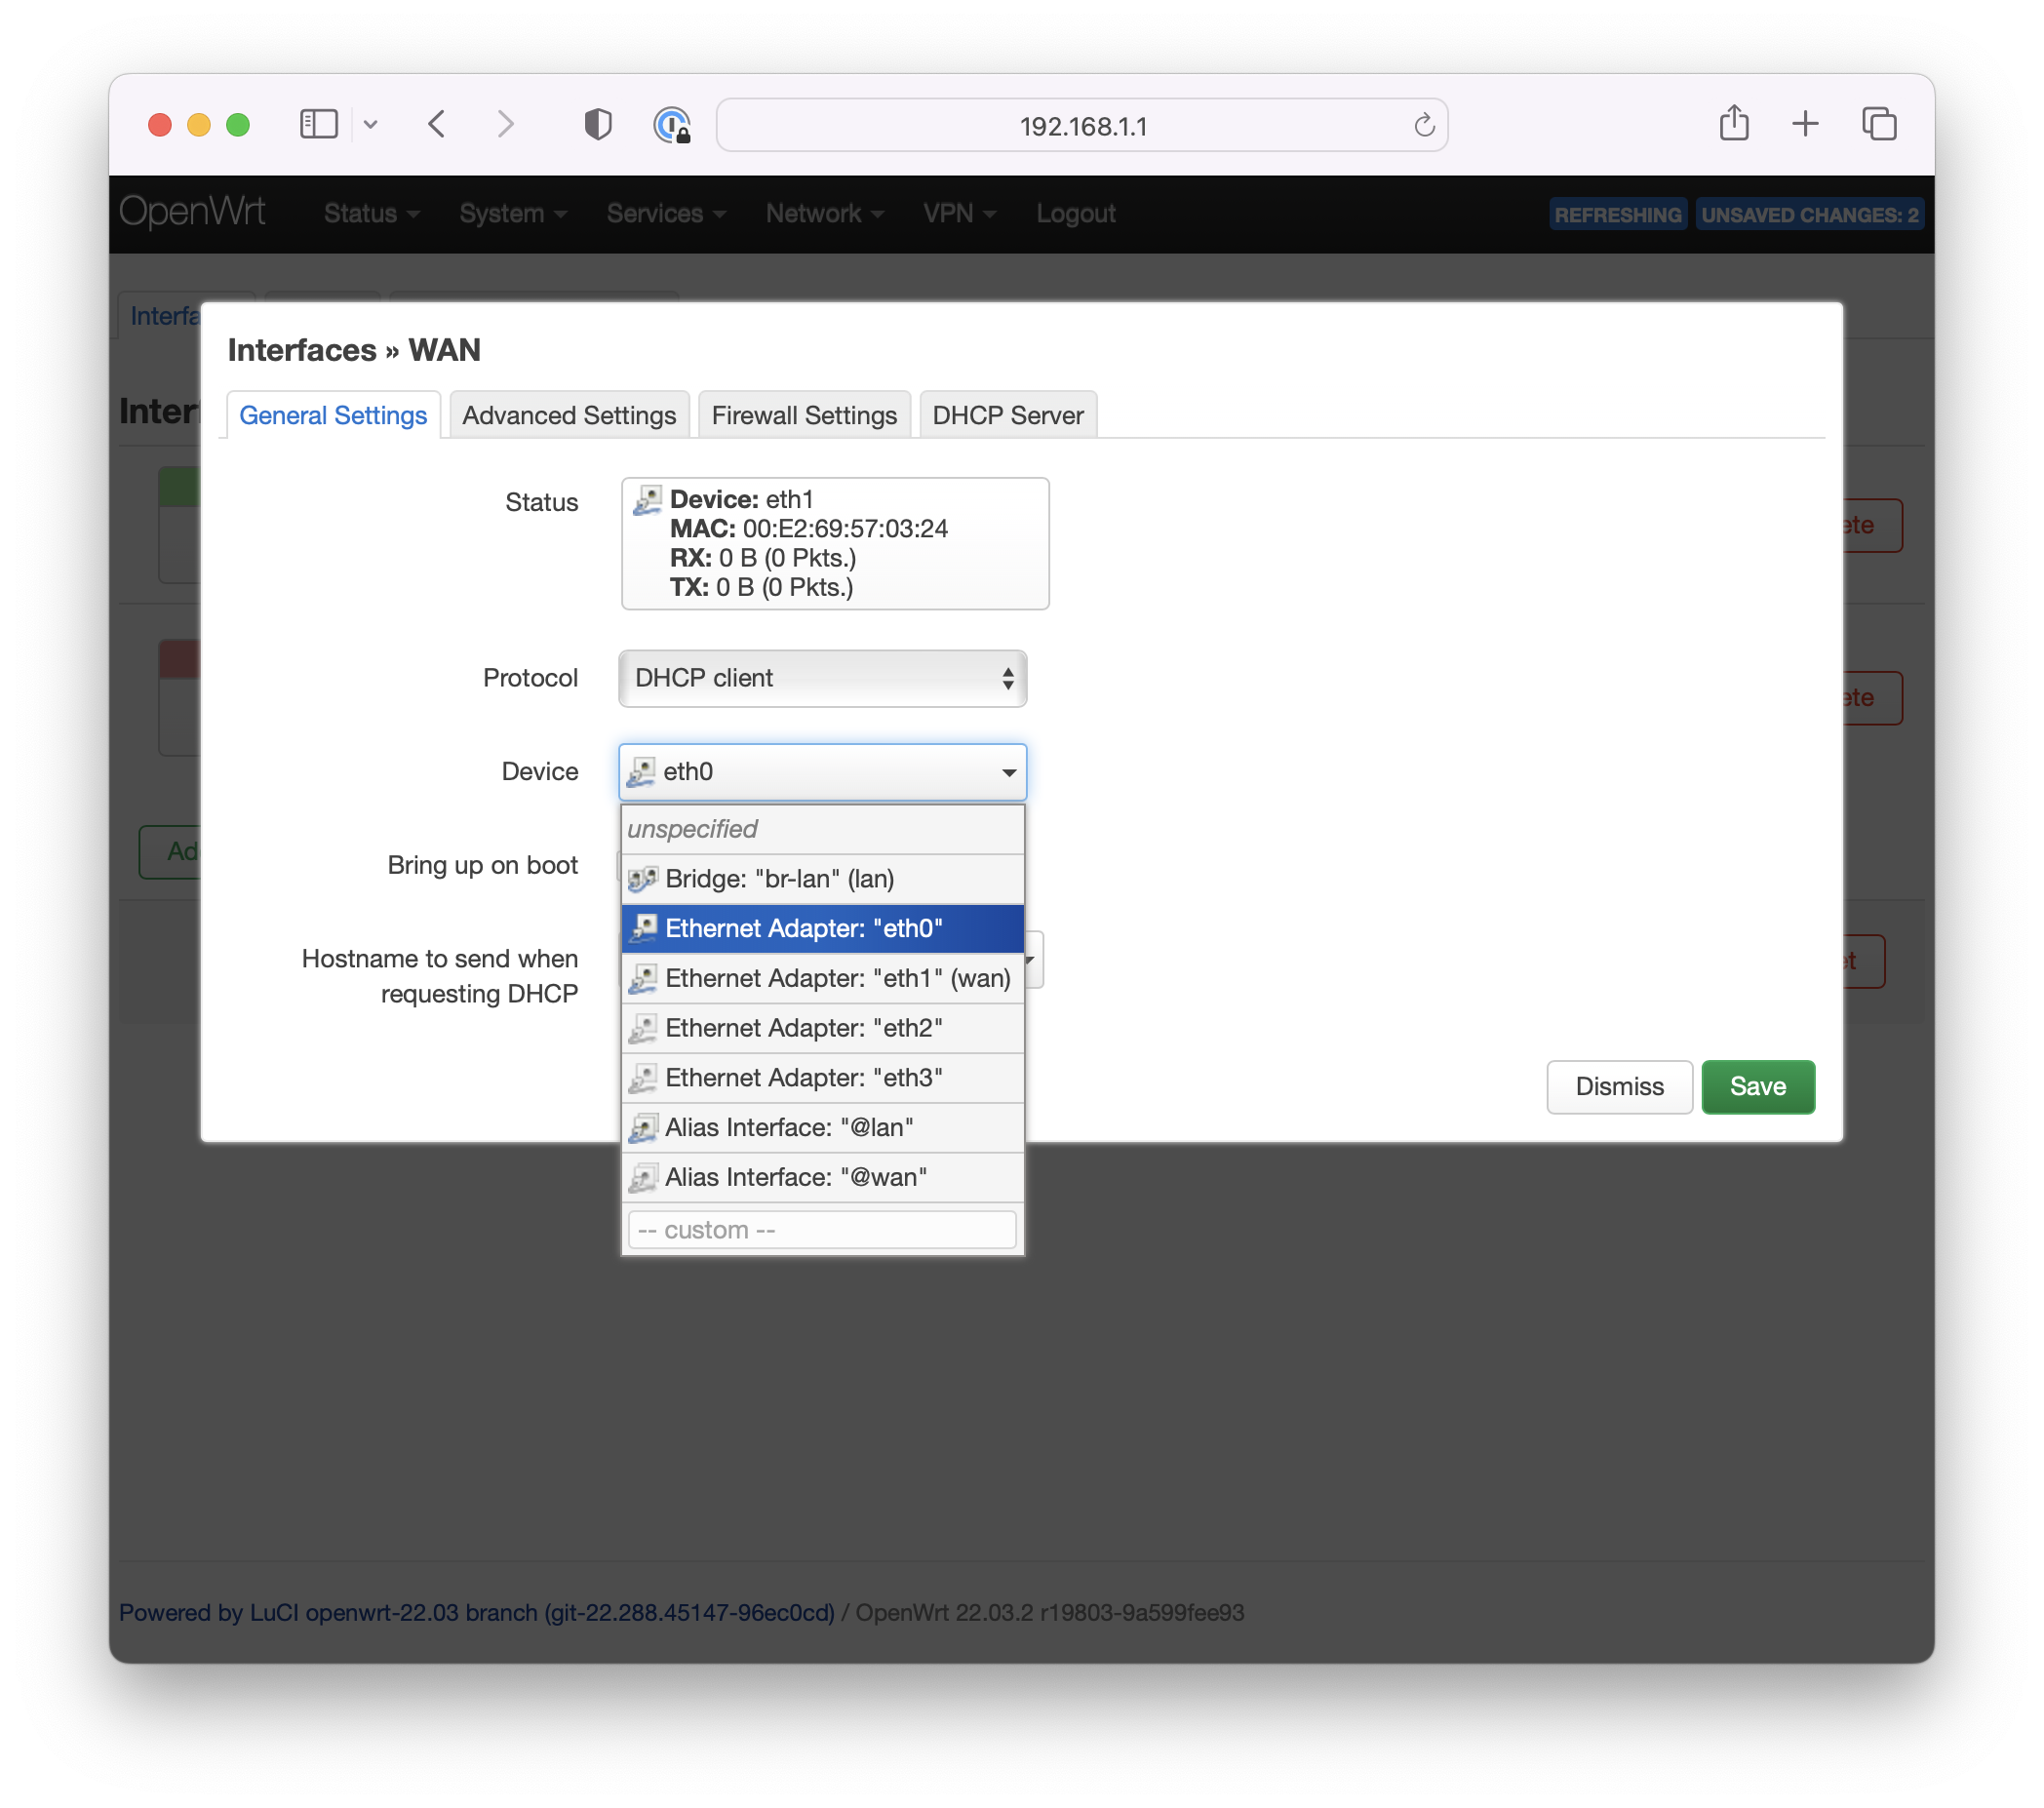 192.168.1.1
OpenWrt Status System Services Network VPN Logout REFRESHING UNSAVED CHANGES: 2
Interfa
Interfaces » WAN
Inter
General Settings Advanced Settings Firewall Settings DHCP Server
Status
Device: eth1
MAC: 00:E2:69:57:03:24
RX: 0 B (0 Pkts.)
TX: 0 B (0 Pkts.)
ete
Protocol DHCP client
ete
Device eth0
unspecified
Ad
Bring up on boot
Bridge: "br-lan" (lan)
Ethernet Adapter: "eth0"
Hostname to send when
requesting DHCP
et
Ethernet Adapter: "eth1" (wan)
Ethernet Adapter: "eth2"
Ethernet Adapter: "eth3"
Alias Interface: "@lan"
Alias Interface: "@wan"
-- custom --
Dismiss Save
Powered by LuCI openwrt-22.03 branch (git-22.288.45147-96ec0cd) / OpenWrt 22.03.2 r19803-9a599fee93